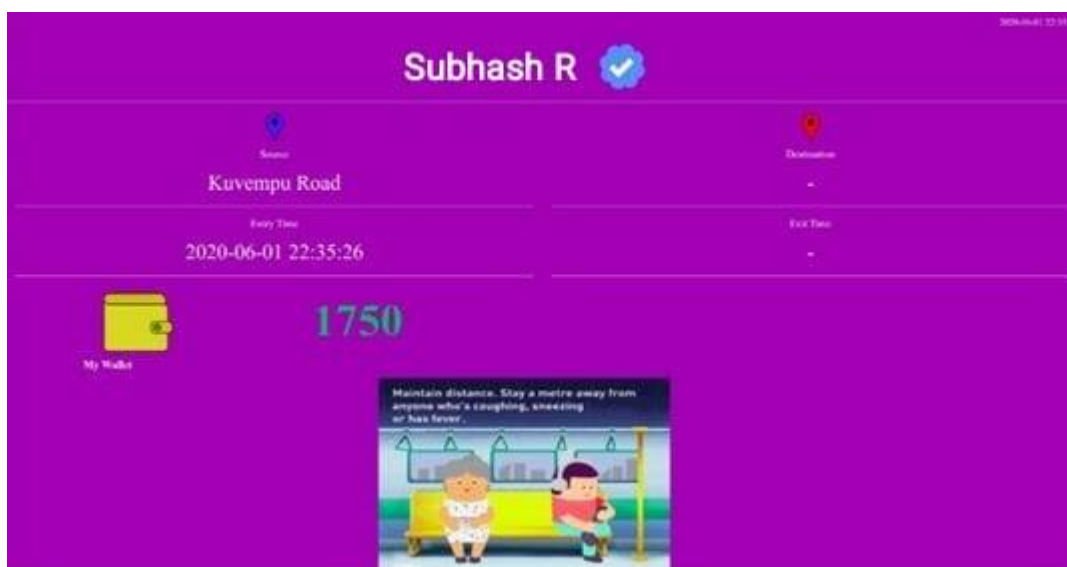 Subhash R
Source
Destination
Kuvempu Road
-
Entry Time
Exit Time
2020-06-01 22:35:26
-
1750
My Wallet
Maintain distance. Stay a metre away from
anyone who's coughing, sneezing
or has fever.